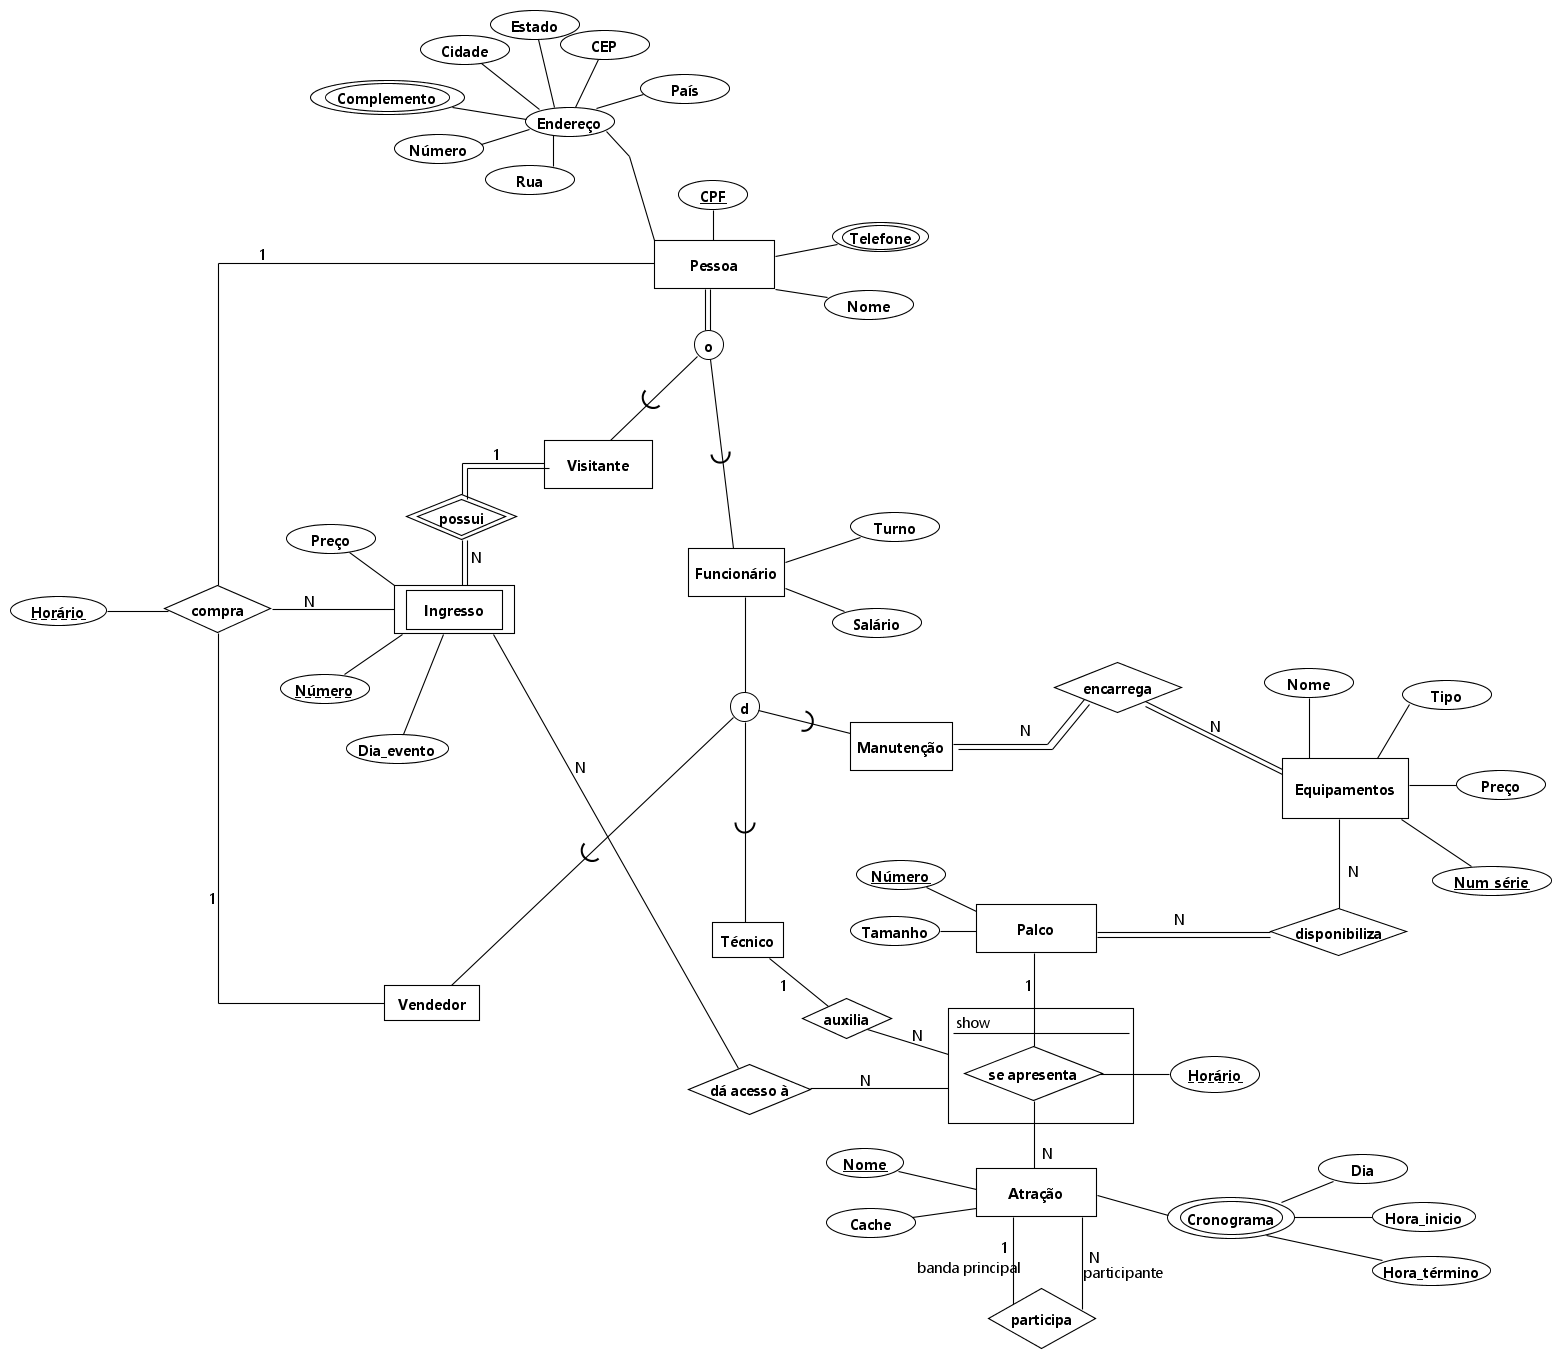 Estado
CEP
Cidade
País
Complemento
Endereço
Número
Rua
CPF
Telefone
1
Pessoa
Nome
o
1
Visitante
possui
Turno
Preço
N
Funcionário
Horário
compra
N
Ingresso
Salário
Número
encarrega
Nome
Tipo
d
Dia_evento
Manutenção
N
N
N
Equipamentos
Preço
Número
N
Num série
1
Tamanho
Palco
N
disponibiliza
Técnico
1
1
Vendedor
auxilia
N
show
se apresenta
Horário
dá acesso à
N
N
Nome
Dia
Atração
Cache
Cronograma
Hora_inicio
1
N
banda principal
participante
Hora_término
participa